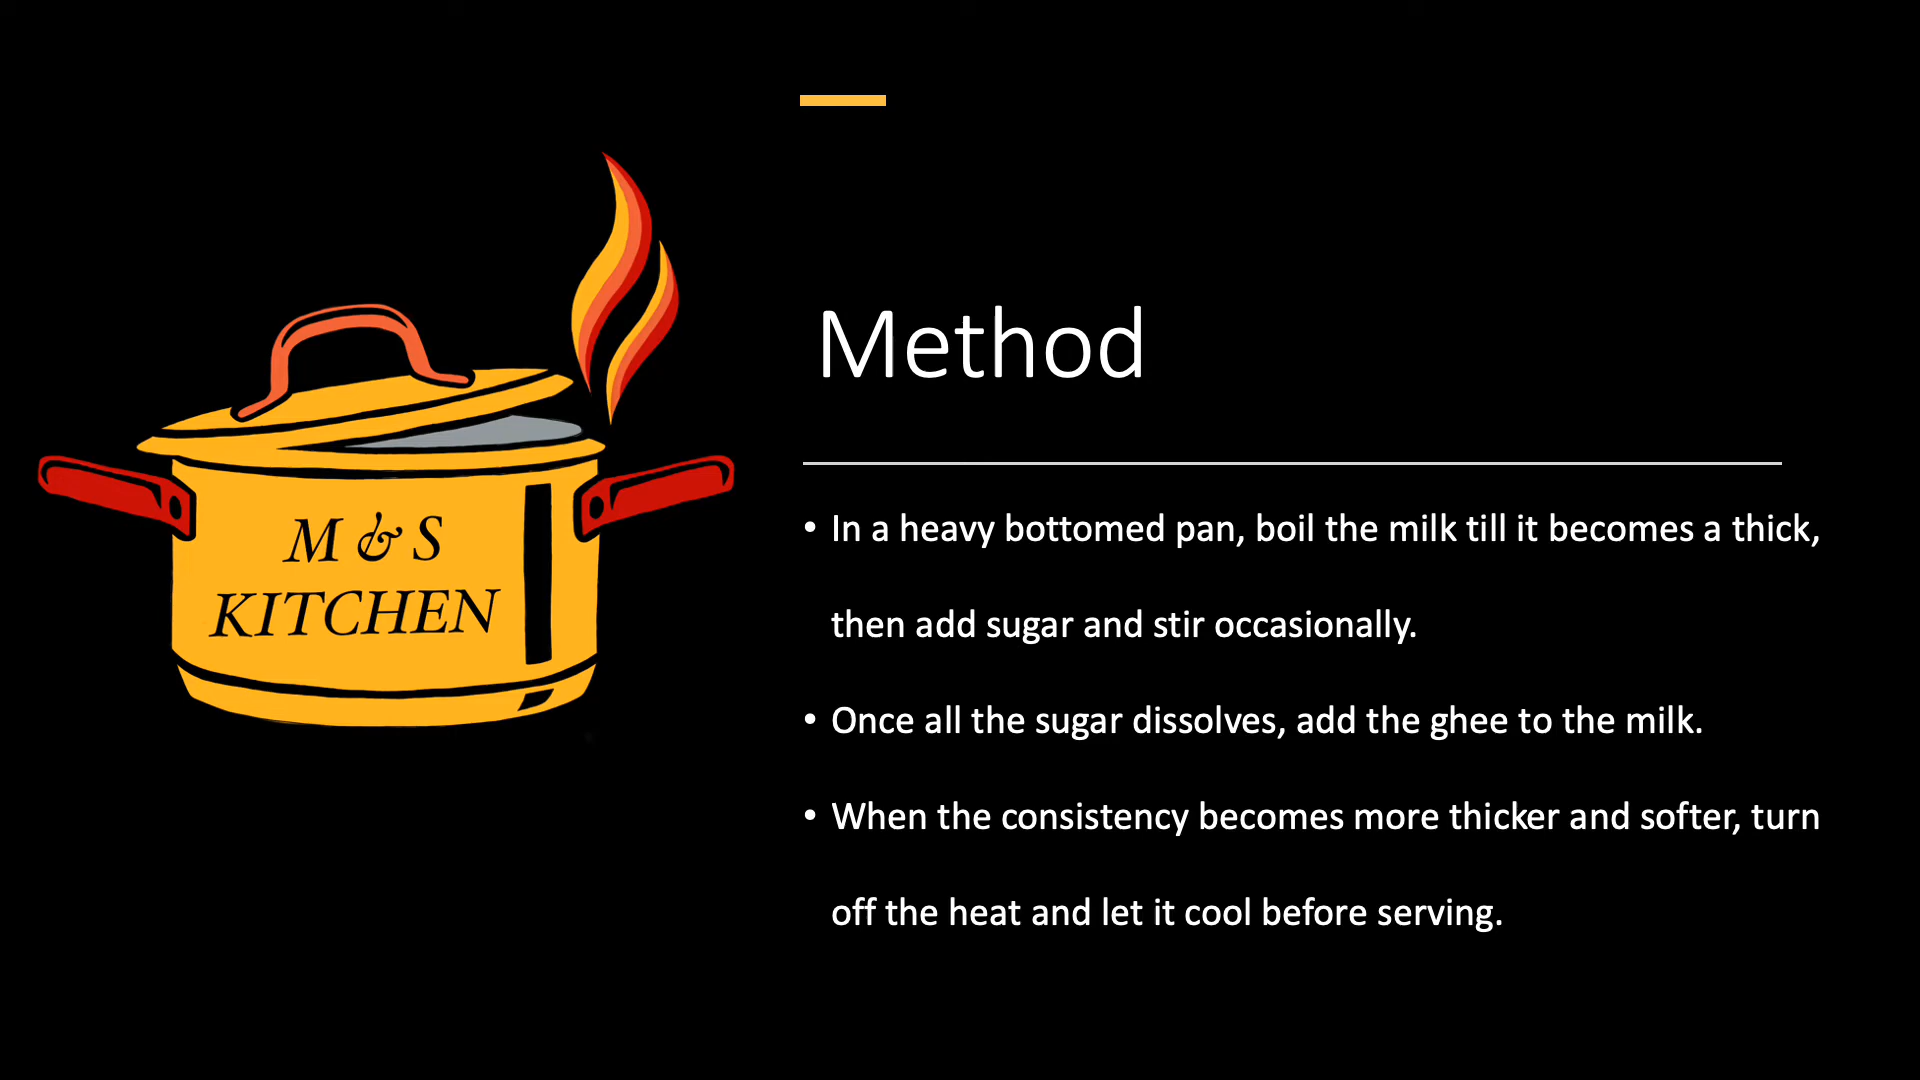 M & S
KITCHEN
Method
• In a heavy bottomed pan, boil the milk till it becomes a thick,
then add sugar and stir occasionally.
• Once all the sugar dissolves, add the ghee to the milk.
• When the consistency becomes more thicker and softer, turn
off the heat and let it cool before serving.